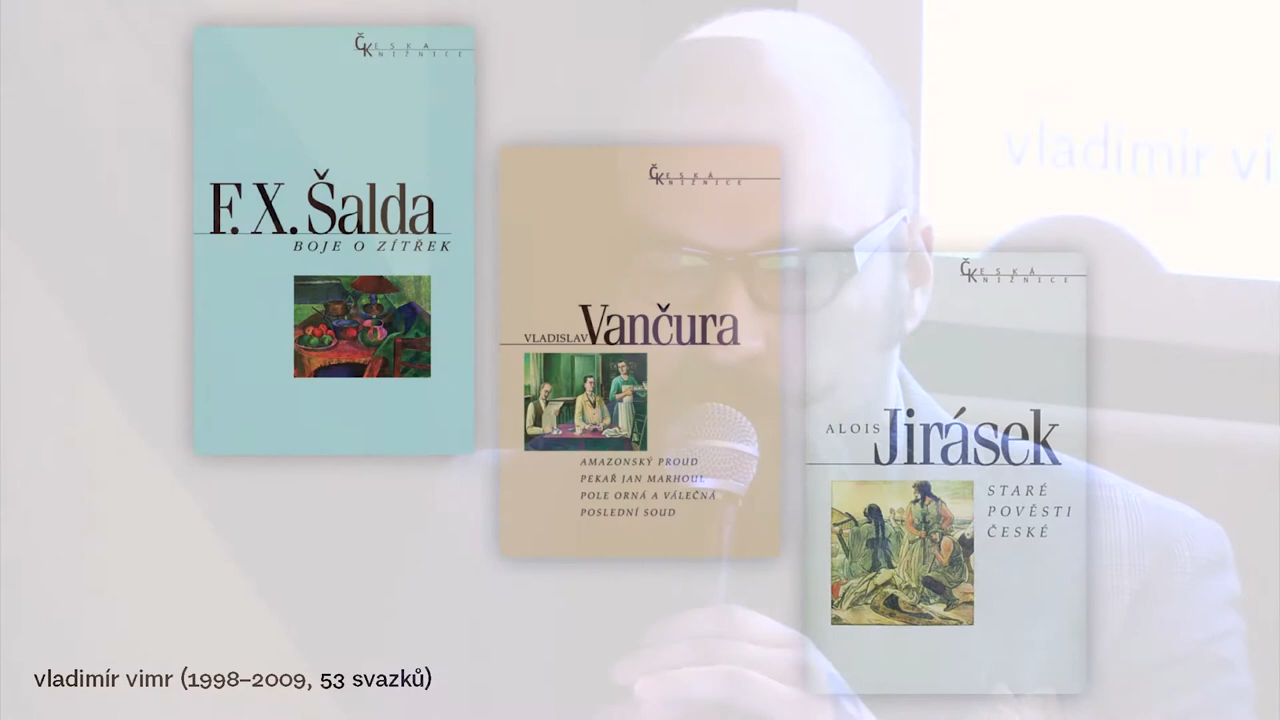 ČESKÁ
KNIŽNICE
F. X. Šalda
BOJE O ZÍTŘEK
ČESKÁ
KNIŽNICE
VLADISLAV Vančura
AMAZONSKÝ PROUD
PEKAŘ JAN MARHOUL
POLE ORNÁ A VÁLEČNÁ
POSLEDNÍ SOUD
ČESKÁ
KNIŽNICE
ALOIS Jirásek
STARÉ
POVĚSTI
ČESKÉ
vladimír vi
vladimír vimr (1998–2009, 53 svazků)